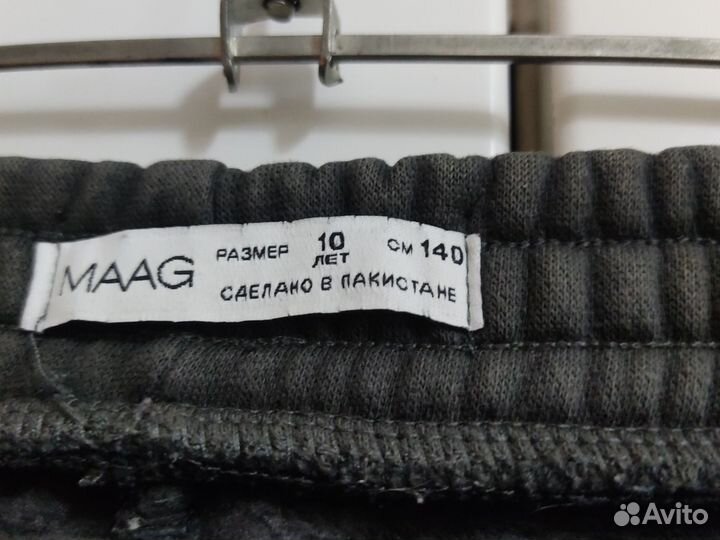 MAAG
РАЗМЕР 10 ЛЕТ СМ 140
СДЕЛАНО В ПАКИСТАНЕ
Avito